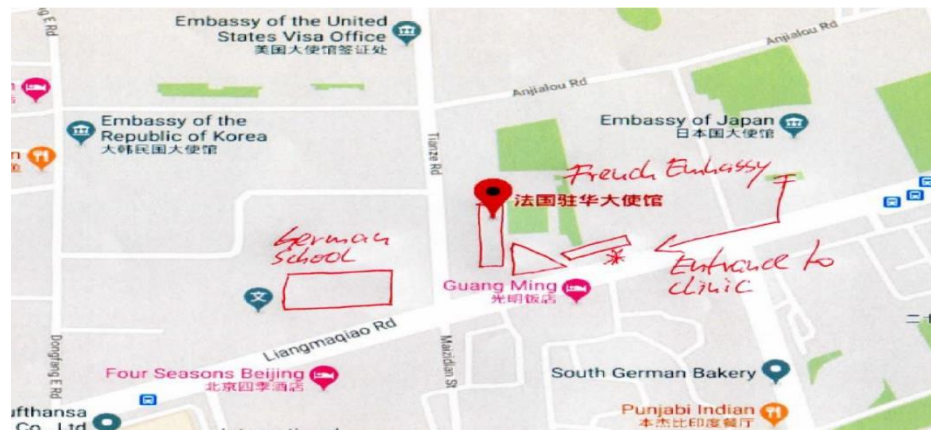 g E Rd
Embassy of the United
States Visa Office
美国大使馆签证处
Anjialou Rd
Anjialou Rd
Embassy of the
Republic of Korea
大韩民国大使馆
Tianze Rd
Embassy of Japan
日本国大使馆
French Embassy
法国驻华大使馆
German
School
Entrance to
clinic
Guang Ming
光明饭店
文
Liangmaqiao Rd
Dongfang E Rd
Maizidian St
Four Seasons Beijing
北京四季酒店
South German Bakery
Punjabi Indian
本杰比印度餐厅
ufthansa
Co., Ltd